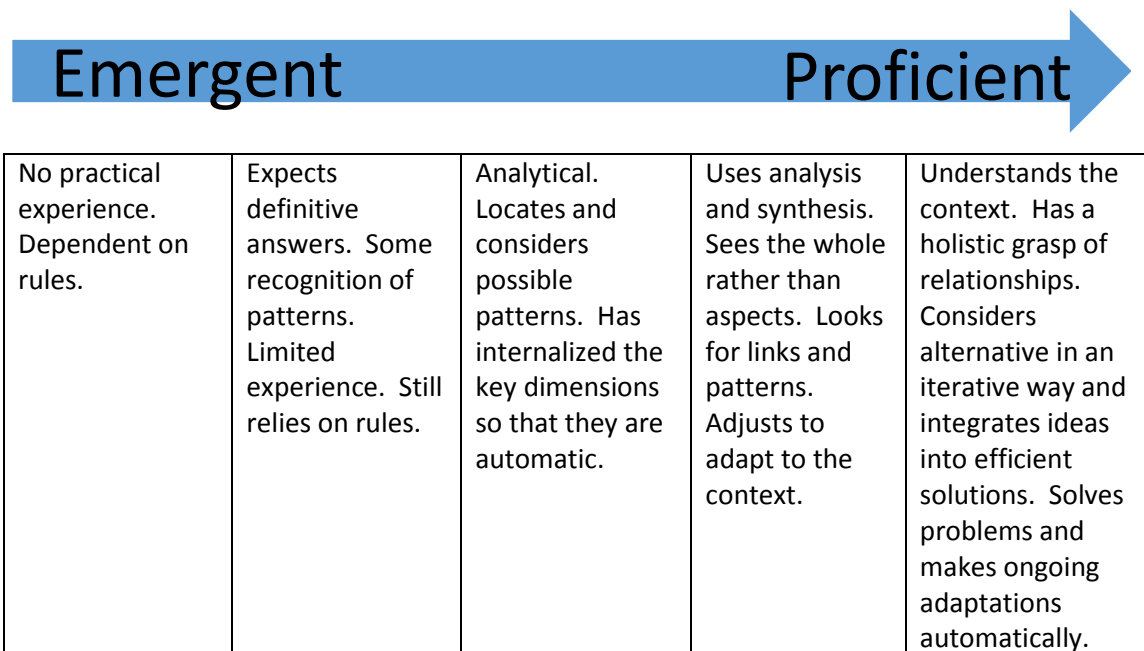 Emergent
Proficient
No practical
experience.
Dependent on
rules.
Expects
definitive
answers.  Some
recognition of
patterns.
Limited
experience.  Still
relies on rules.
Analytical.
Locates and
considers
possible
patterns.  Has
internalized the
key dimensions
so that they are
automatic.
Uses analysis
and synthesis.
Sees the whole
rather than
aspects.  Looks
for links and
patterns.
Adjusts to
adapt to the
context.
Understands the
context.  Has a
holistic grasp of
relationships.
Considers
alternative in an
iterative way and
integrates ideas
into efficient
solutions.  Solves
problems and
makes ongoing
adaptations
automatically.